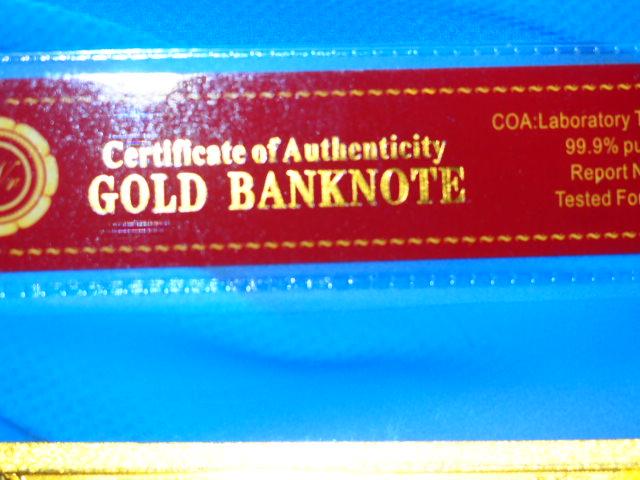 Certificate of Authenticity
GOLD BANKNOTE
COA:Laboratory
99.9%
Report
Tested